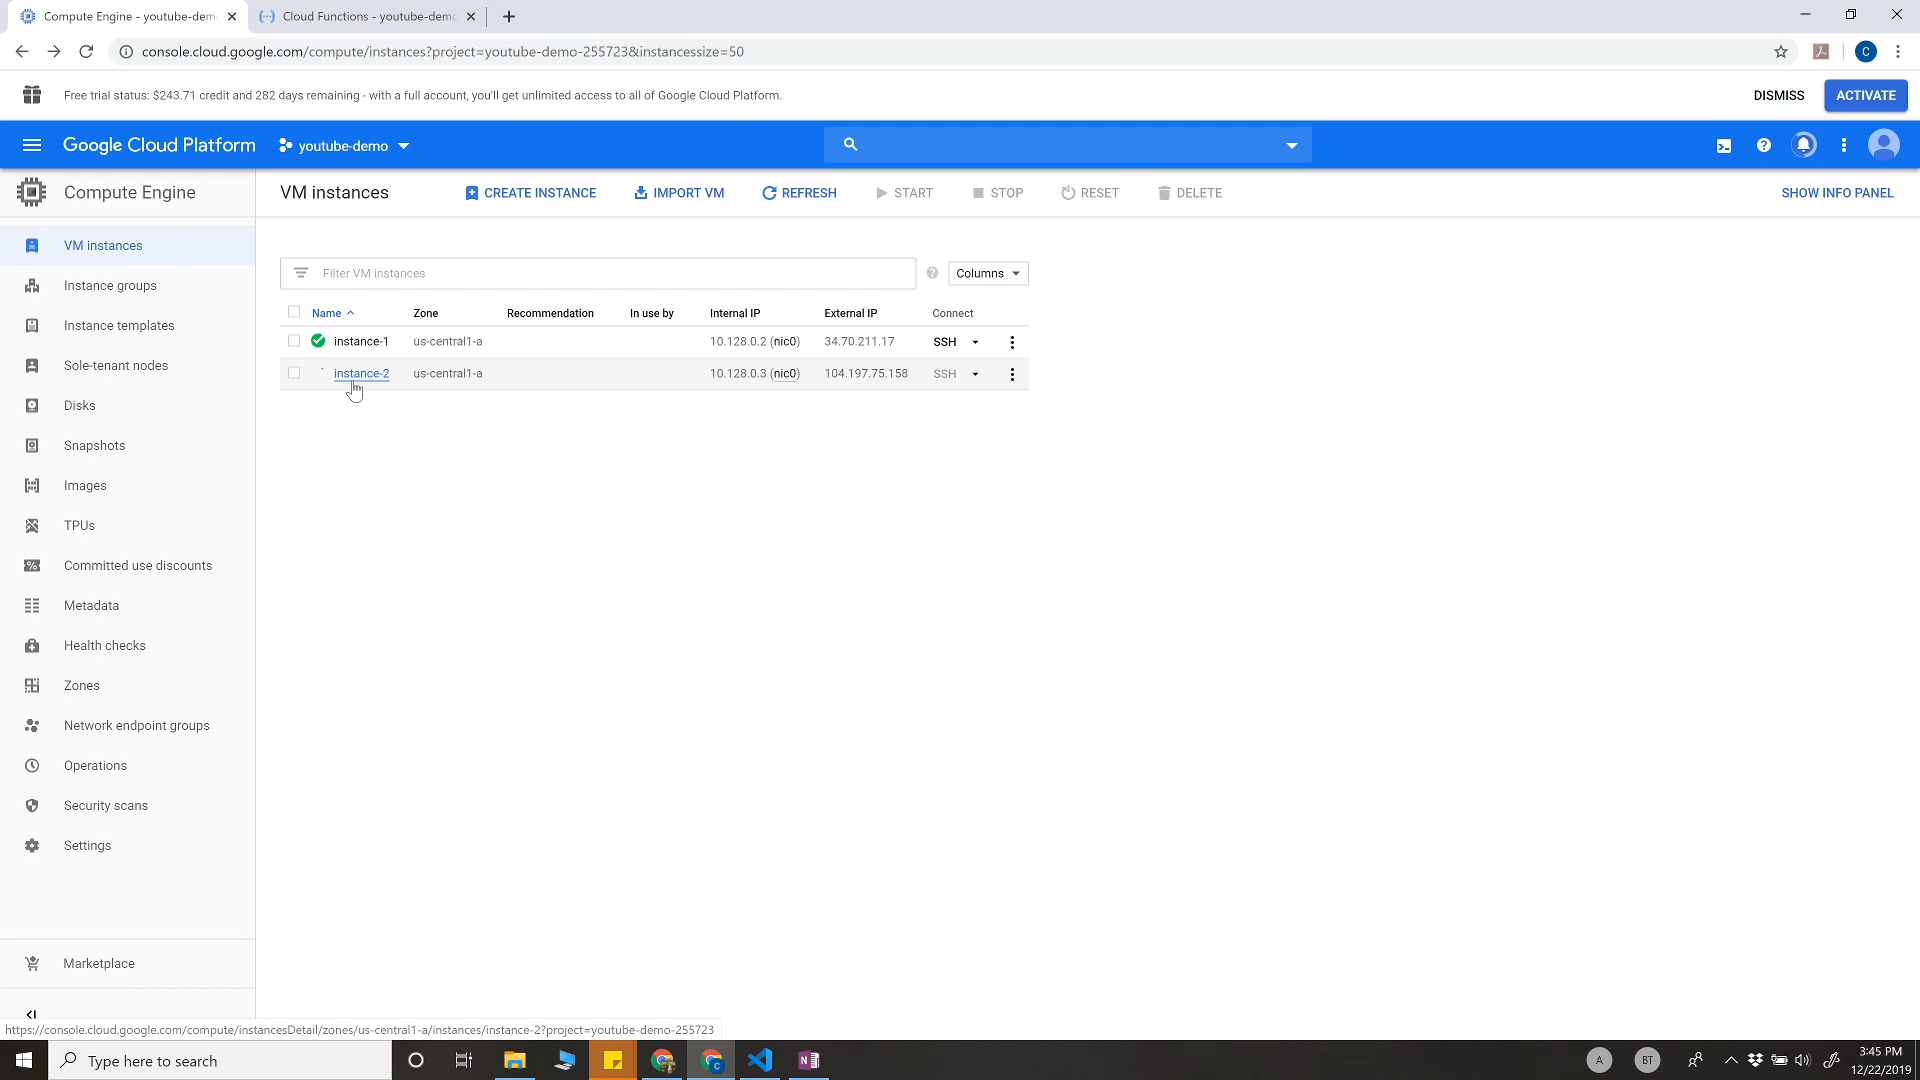 Compute Engine - youtube-dem
Cloud Functions - youtube-demo
console.cloud.google.com/compute/instances?project=youtube-demo-255723&instancessize=50
C
Free trial status: $243.71 credit and 282 days remaining - with a full account, you'll get unlimited access to all of Google Cloud Platform.
DISMISS
ACTIVATE
Google Cloud Platform
youtube-demo
Compute Engine
VM instances
CREATE INSTANCE
IMPORT VM
REFRESH
START
STOP
RESET
DELETE
SHOW INFO PANEL
VM instances
Instance groups
Instance templates
Sole-tenant nodes
Disks
Snapshots
Images
TPUs
Committed use discounts
Metadata
Health checks
Zones
Network endpoint groups
Operations
Security scans
Settings
Marketplace
Filter VM instances
Columns
Name Zone Recommendation In use by Internal IP External IP Connect
instance-1 us-central1-a 10.128.0.2 (nic0) 34.70.211.17 SSH
instance-2 us-central1-a 10.128.0.3 (nic0) 104.197.75.158 SSH
https://console.cloud.google.com/compute/instancesDetail/zones/us-central1-a/instances/instance-2?project=youtube-demo-255723
Type here to search
A
BT
3:45 PM
12/22/2019